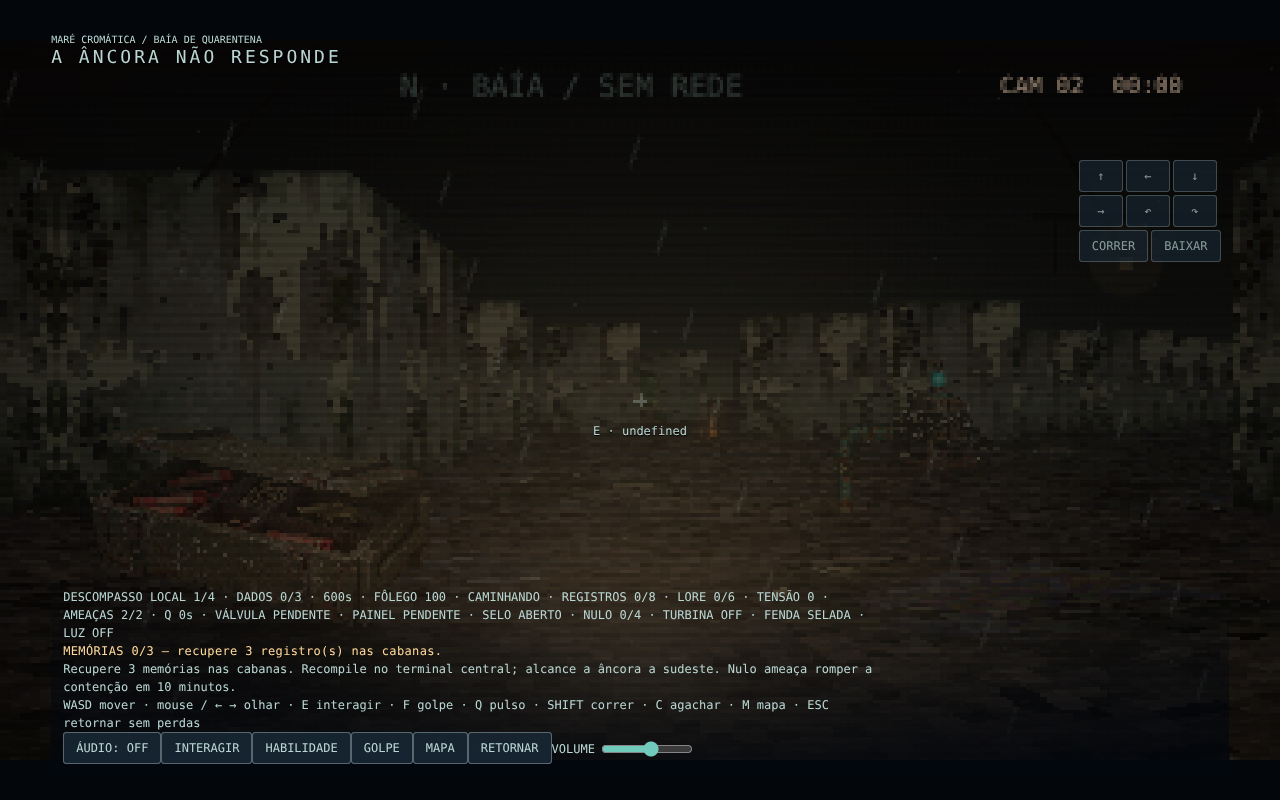 MARÉ CROMÁTICA / BAÍA DE QUARENTENA
A ÂNCORA NÃO RESPONDE
N · BAÍA / SEM REDE
CAM 02 00:00
↑ ← ↓
→ ↶ ↷
CORRER BAIXAR
E · undefined
DESCOMPASSO LOCAL 1/4 · DADOS 0/3 · 600s · FÔLEGO 100 · CAMINHANDO · REGISTROS 0/8 · LORE 0/6 · TENSÃO 0 ·
AMEAÇAS 2/2 · Q 0s · VÁLVULA PENDENTE · PAINEL PENDENTE · SELO ABERTO · NULO 0/4 · TURBINA OFF · FENDA SELADA ·
LUZ OFF
MEMÓRIAS 0/3 — recupere 3 registro(s) nas cabanas.
Recupere 3 memórias nas cabanas. Recompile no terminal central; alcance a âncora a sudeste. Nulo ameaça romper a
contenção em 10 minutos.
WASD mover · mouse / ← → olhar · E interagir · F golpe · Q pulso · SHIFT correr · C agachar · M mapa · ESC
retornar sem perdas
ÁUDIO: OFF INTERAGIR HABILIDADE GOLPE MAPA RETORNAR VOLUME